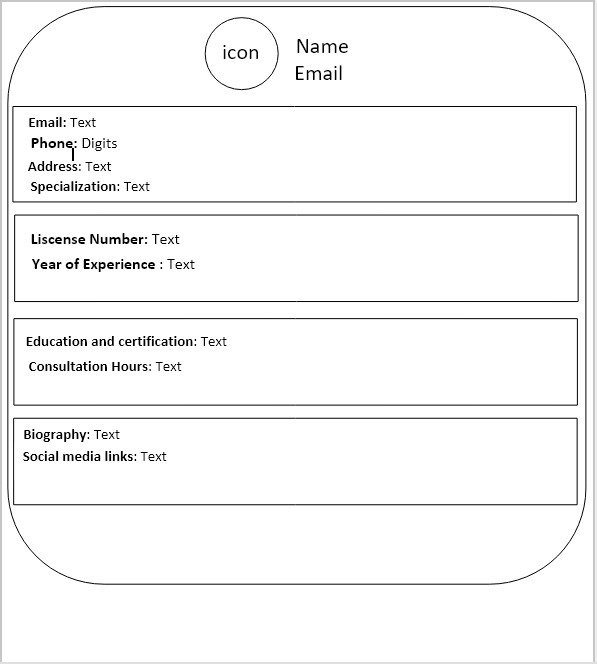 icon
Name
Email
Email: Text
Phone: Digits
Address: Text
Specialization: Text
Liscense Number: Text
Year of Experience : Text
Education and certification: Text
Consultation Hours: Text
Biography: Text
Social media links: Text